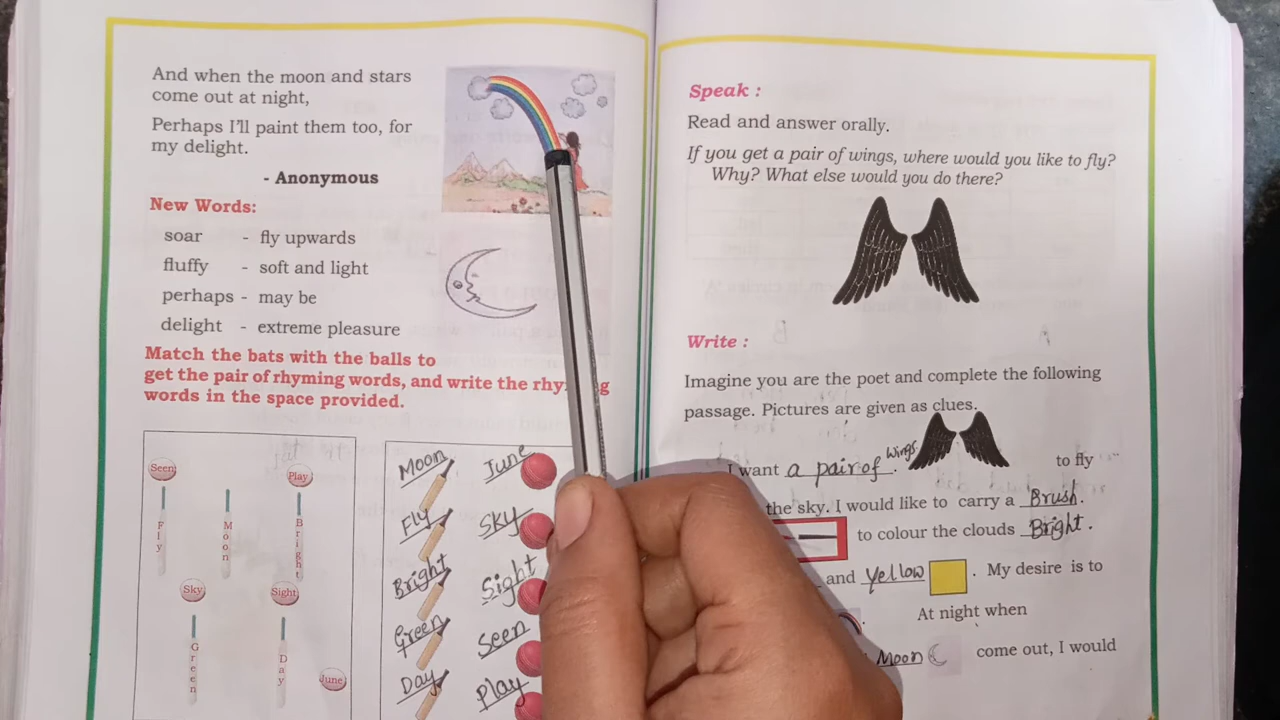 And when the moon and stars
come out at night,
Perhaps I'll paint them too, for
my delight.
- Anonymous
New Words:
soar - fly upwards
fluffy - soft and light
perhaps - may be
delight - extreme pleasure
Match the bats with the balls to
get the pair of rhyming words, and write the
words in the space provided.
Seen
Play
Fly
Moon
Bright
Sky
Sight
Green
Day
June
Moon June
Fly Sky
Bright Sight
Green Seen
Day Play
Speak :
Read and answer orally.
If you get a pair of wings, where would you like to fly?
Why? What else would you do there?
Write :
Imagine you are the poet and complete the following
passage. Pictures are given as clues.
I want a pair of wings. to fly
the sky. I would like to carry a Brush.
to colour the clouds Bright.
and yellow . My desire is to
. At night when
Moon come out, I would